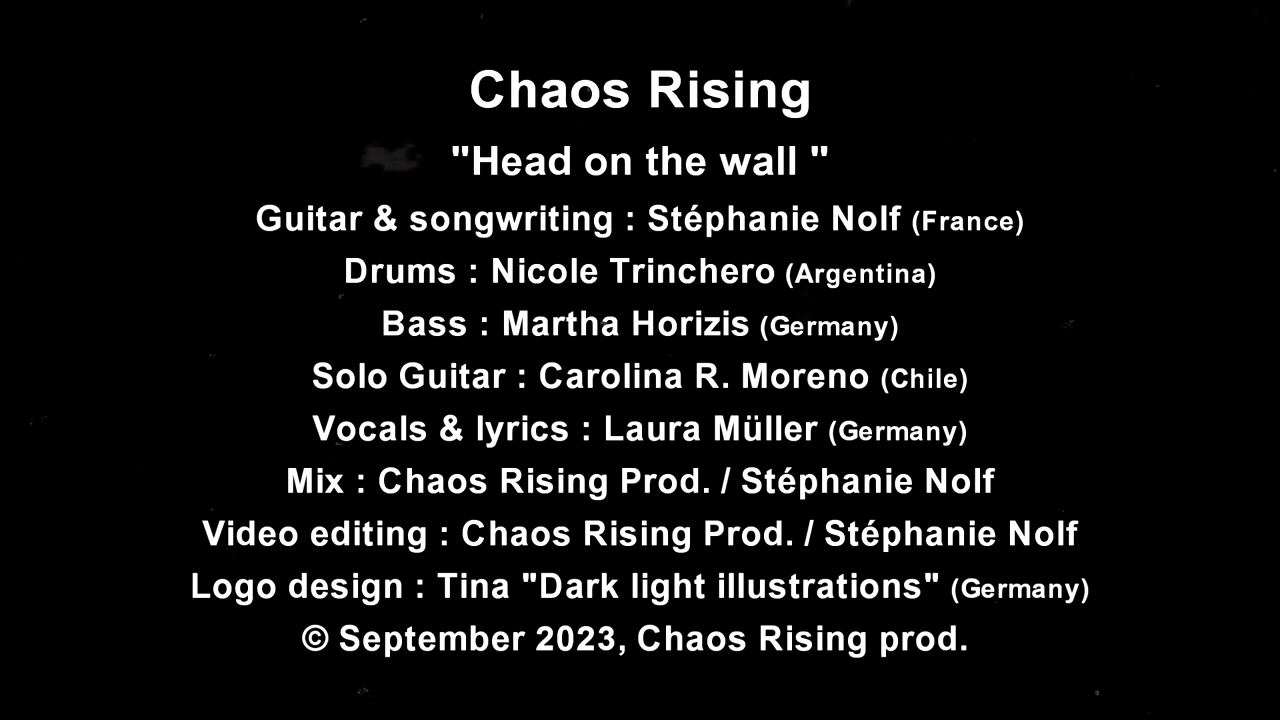 Chaos Rising
"Head on the wall "
Guitar & songwriting : Stéphanie Nolf (France)
Drums : Nicole Trinchero (Argentina)
Bass : Martha Horizis (Germany)
Solo Guitar : Carolina R. Moreno (Chile)
Vocals & lyrics : Laura Müller (Germany)
Mix : Chaos Rising Prod. / Stéphanie Nolf
Video editing : Chaos Rising Prod. / Stéphanie Nolf
Logo design : Tina "Dark light illustrations" (Germany)
© September 2023, Chaos Rising prod.